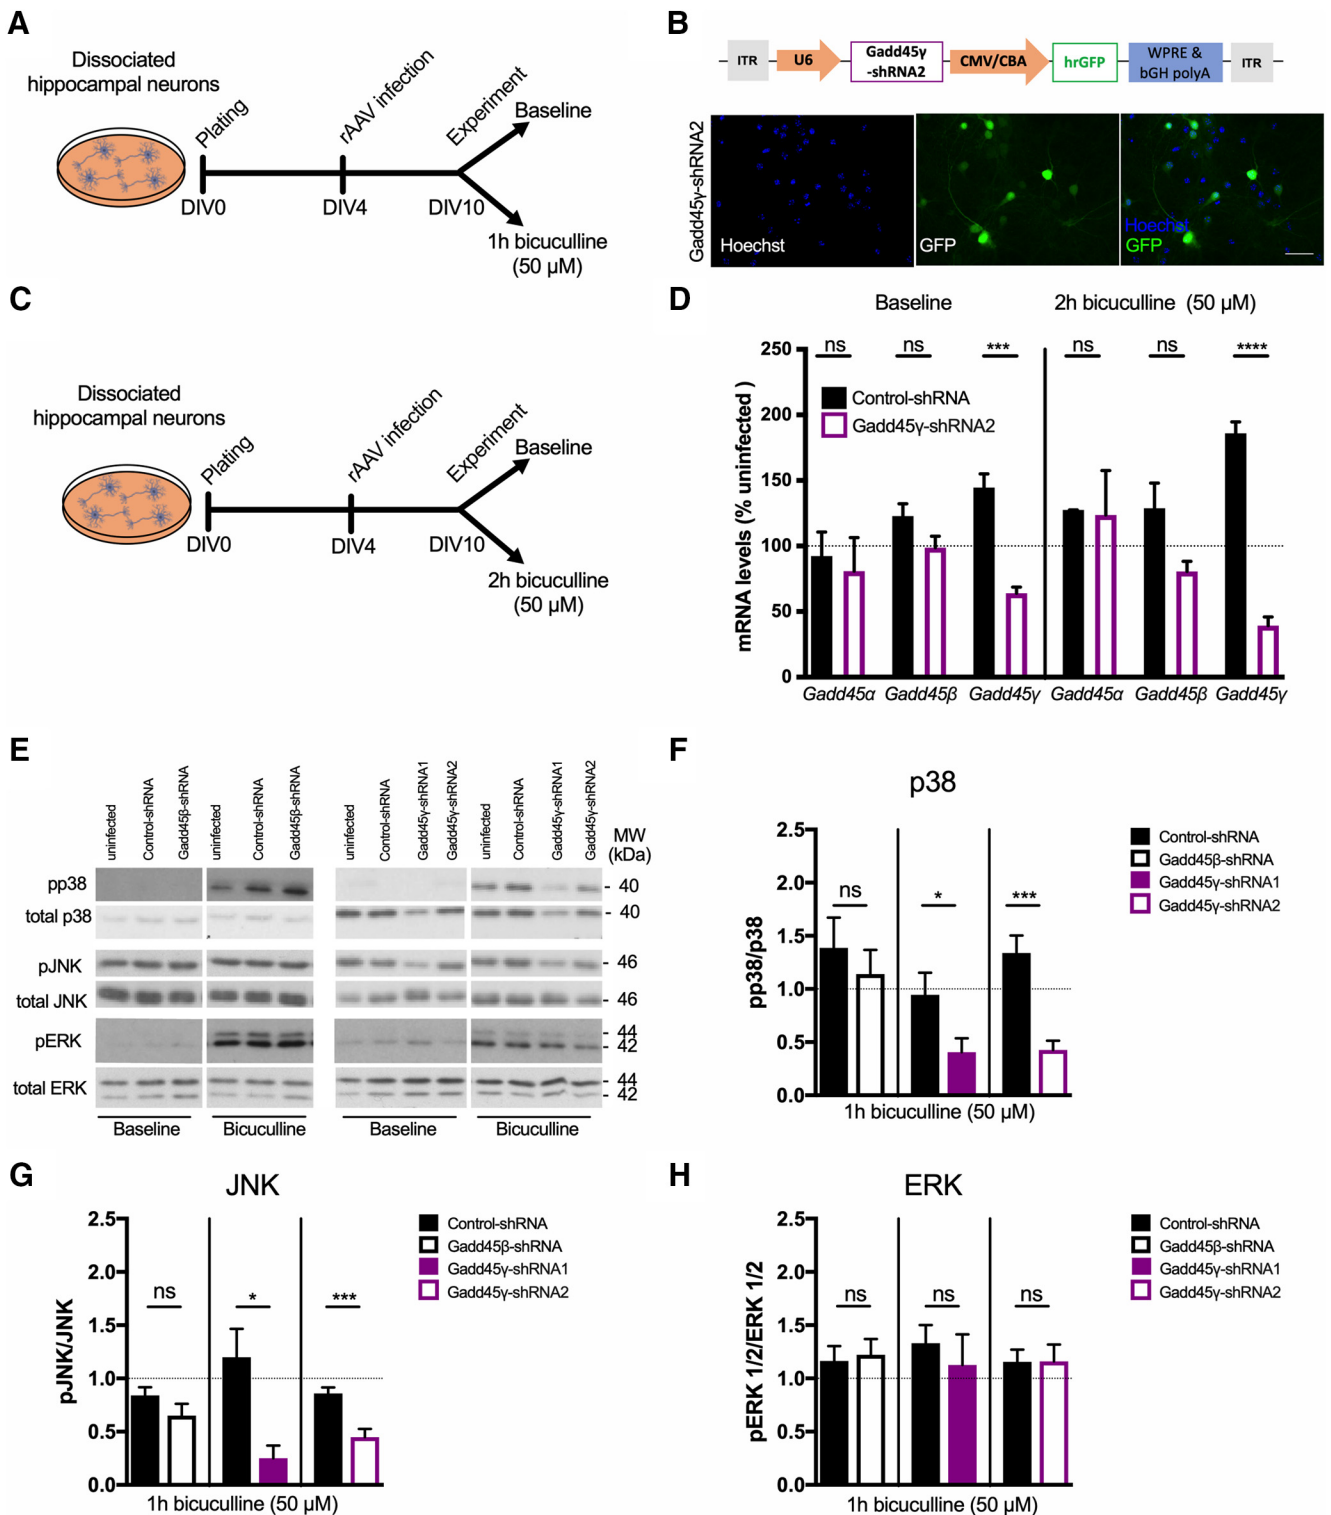 A
Dissociated
hippocampal neurons
Plating
rAAV infection
Experiment
Baseline
DIV0
DIV4
DIV10
1h bicuculline
(50 µM)
B
ITR
U6
Gadd45γ
-shRNA2
CMV/CBA
hrGFP
WPRE &
bGH polyA
ITR
Gadd45γ-shRNA2
Hoechst
GFP
Hoechst
GFP
C
Dissociated
hippocampal neurons
Plating
rAAV infection
Experiment
Baseline
DIV0
DIV4
DIV10
2h bicuculline
(50 µM)
D
Baseline
2h bicuculline (50 µM)
mRNA levels (% uninfected )
250
200
150
100
50
0
ns
ns
***
ns
ns
****
Control-shRNA
Gadd45γ-shRNA2
Gadd45α
Gadd45β
Gadd45γ
Gadd45α
Gadd45β
Gadd45γ
E
uninfected
Control-shRNA
Gadd45β-shRNA
uninfected
Control-shRNA
Gadd45β-shRNA
uninfected
Control-shRNA
Gadd45γ-shRNA1
Gadd45γ-shRNA2
uninfected
Control-shRNA
Gadd45γ-shRNA1
Gadd45γ-shRNA2
MW
(kDa)
pp38
- 40
total p38
- 40
pJNK
- 46
total JNK
- 46
pERK
- 44
- 42
total ERK
- 44
- 42
Baseline
Bicuculline
Baseline
Bicuculline
F
p38
pp38/p38
2.5
2.0
1.5
1.0
0.5
0.0
ns
*
***
1h bicuculline (50 µM)
Control-shRNA
Gadd45β-shRNA
Gadd45γ-shRNA1
Gadd45γ-shRNA2
G
JNK
pJNK/JNK
2.5
2.0
1.5
1.0
0.5
0.0
ns
*
***
1h bicuculline (50 µM)
Control-shRNA
Gadd45β-shRNA
Gadd45γ-shRNA1
Gadd45γ-shRNA2
H
ERK
pERK 1/2/ERK 1/2
2.5
2.0
1.5
1.0
0.5
0.0
ns
ns
ns
1h bicuculline (50 µM)
Control-shRNA
Gadd45β-shRNA
Gadd45γ-shRNA1
Gadd45γ-shRNA2